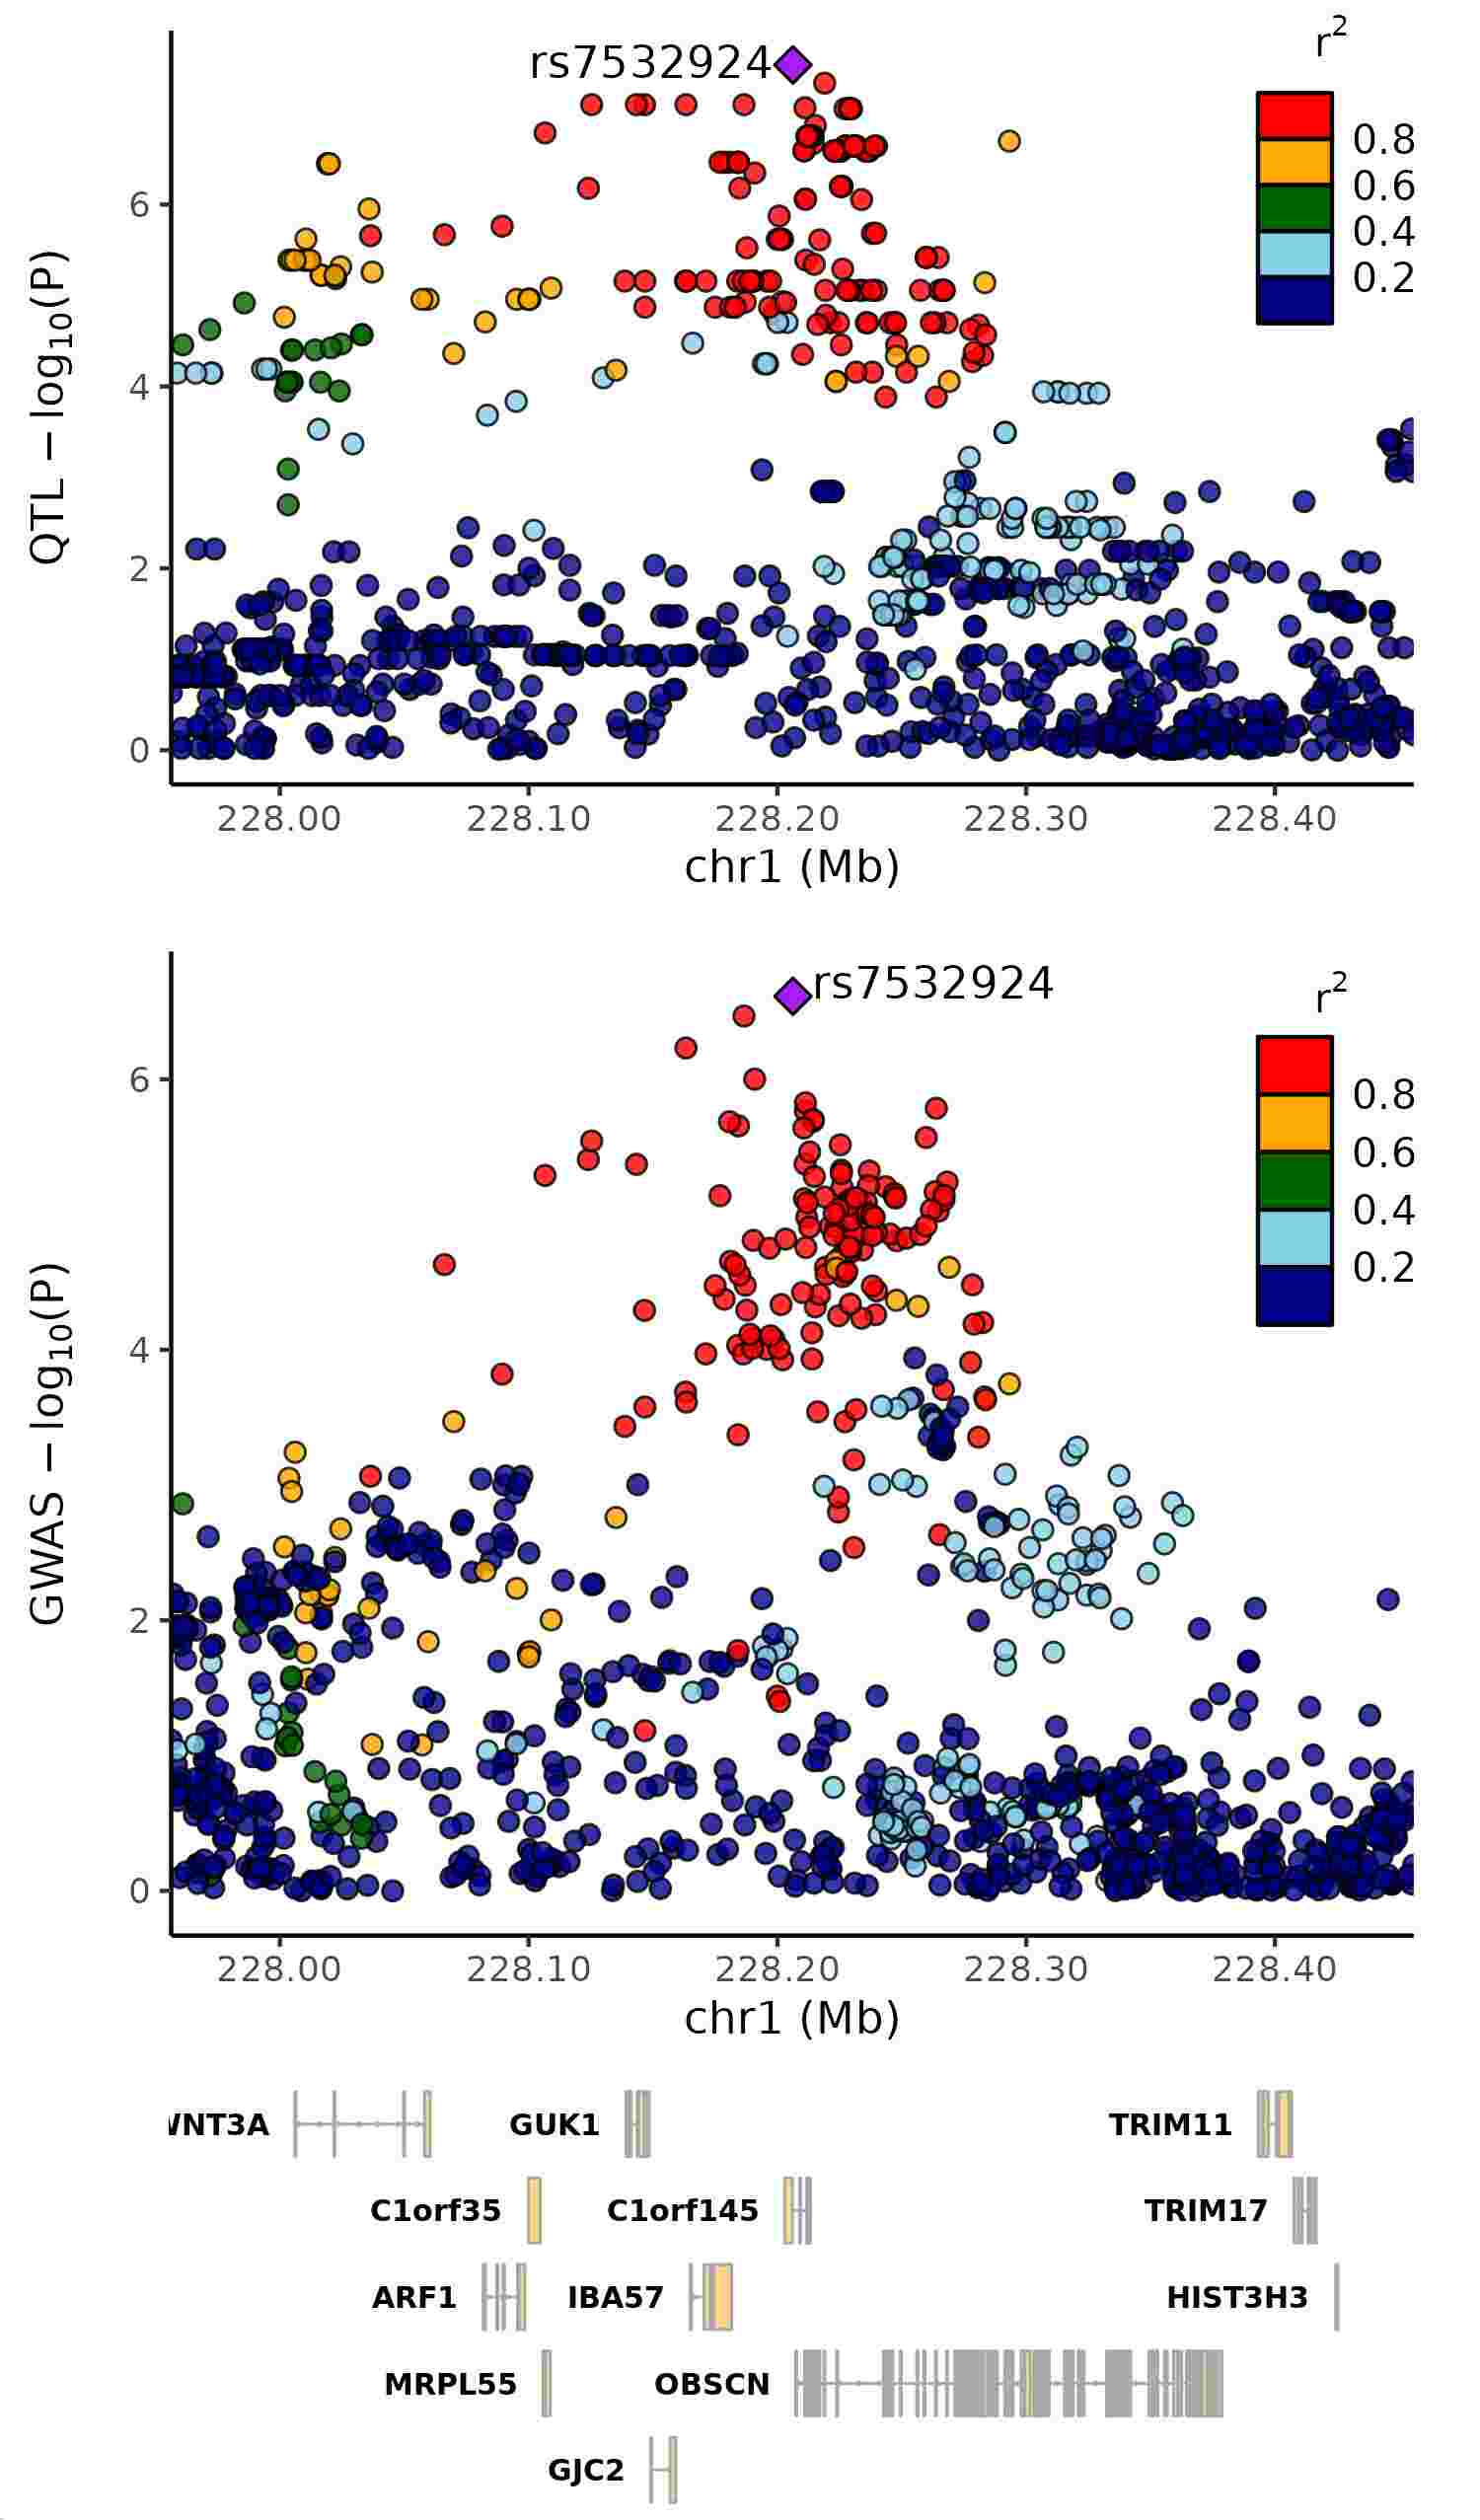 r²
rs7532924
0.8
0.6
0.4
0.2
QTL − log₁₀(P)
6
4
2
0
228.00 228.10 228.20 228.30 228.40
chr1 (Mb)
rs7532924
r²
0.8
0.6
0.4
0.2
GWAS − log₁₀(P)
6
4
2
0
228.00 228.10 228.20 228.30 228.40
chr1 (Mb)
WNT3A GUK1 TRIM11
C1orf35 C1orf145 TRIM17
ARF1 IBA57 HIST3H3
MRPL55 OBSCN
GJC2